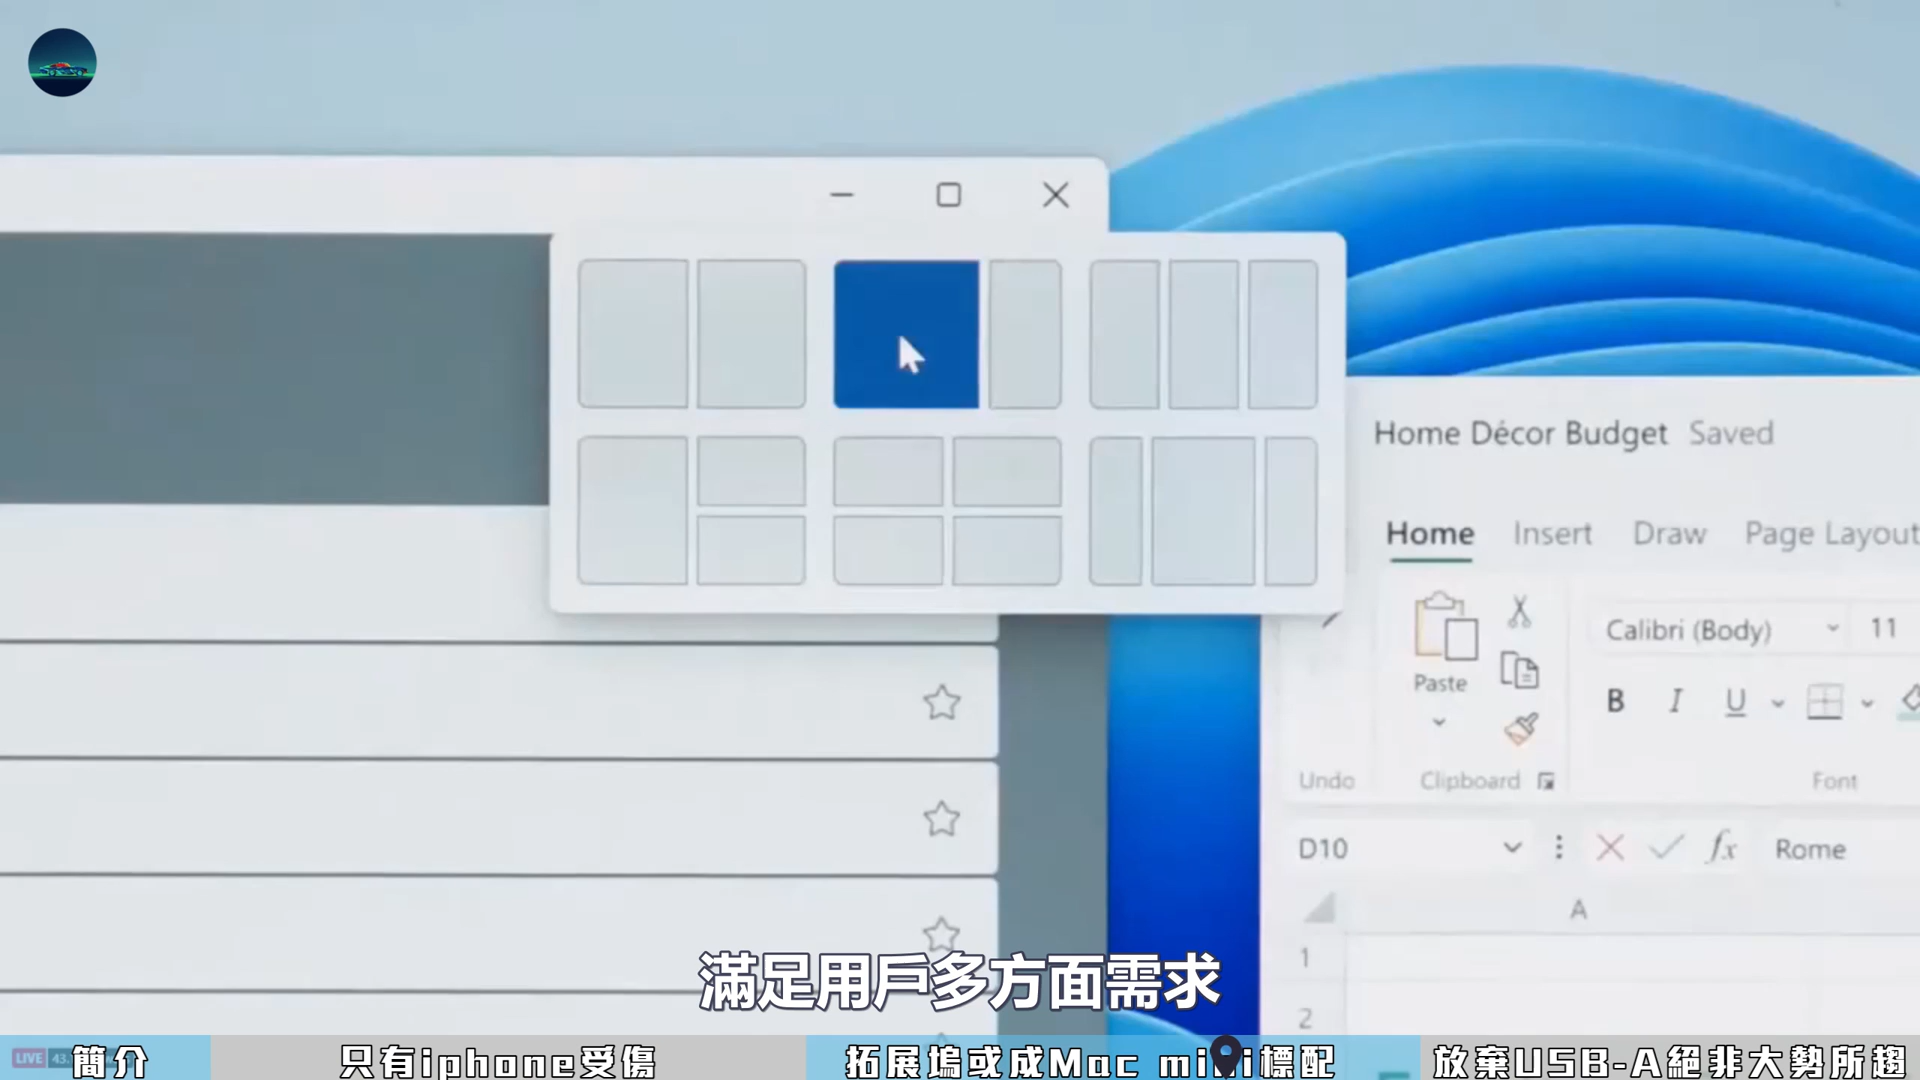 Home Décor Budget Saved
Home Insert Draw Page Layout
Calibri (Body) 11
Paste
B I U
Undo Clipboard Font
D10 fx Rome
A
1
2
滿足用戶多方面需求
LIVE 43.
簡介 只有iphone受傷 拓展塢或成Mac mini標配 放棄USB-A絕非大勢所趨